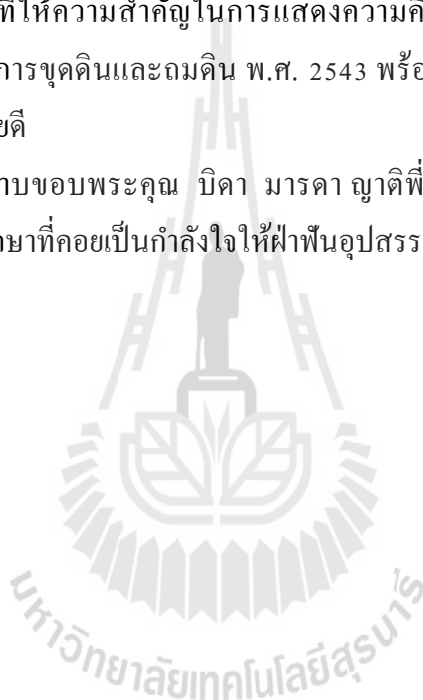 ที่ให้ความสำคัญในการแสดงความคิ
การขุดดินและถมดิน พ.ศ. 2543 พร้อ
ยดี
าบขอบพระคุณ บิดา มารดา ญาติพี่
าษาที่คอยเป็นกำลังใจให้ฝ่าฟันอุปสรร
มหาวิทยาลัยเทคโนโลยีสุรนารี